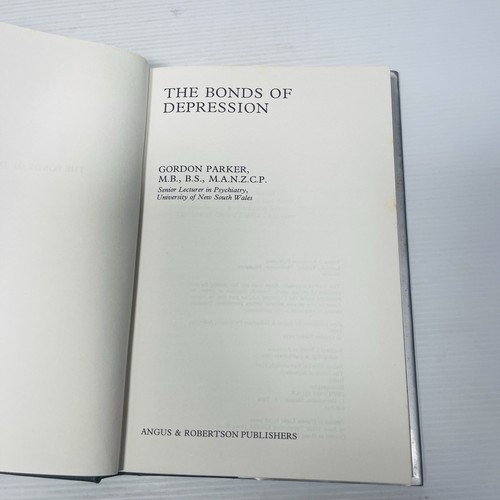 THE BONDS OF
DEPRESSION
GORDON PARKER,
M.B., B.S., M.A.N.Z.C.P.
Senior Lecturer in Psychiatry,
University of New South Wales
ANGUS & ROBERTSON PUBLISHERS